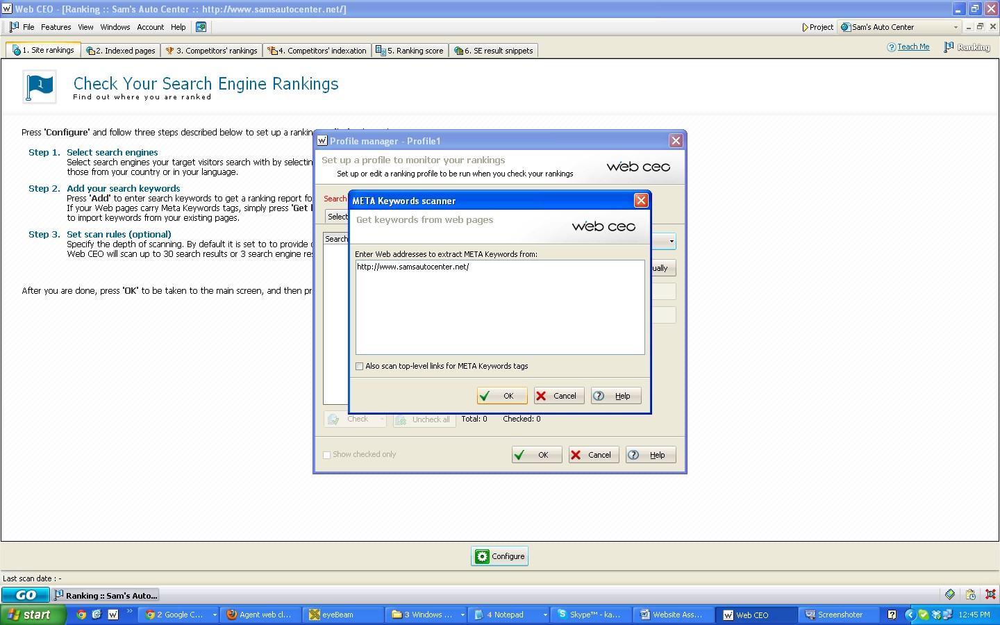 Web CEO - [Ranking :: Sam's Auto Center :: http://www.samsautocenter.net/]
File Features View Windows Account Help Project Sam's Auto Center
1. Site rankings 2. Indexed pages 3. Competitors' rankings 4. Competitors' indexation 5. Ranking score 6. SE result snippets Teach Me Ranking
Check Your Search Engine Rankings
Find out where you are ranked
Press 'Configure' and follow three steps described below to set up a
Step 1. Select search engines
Select search engines your target visitors search with by
those from your country or in your language.
Step 2. Add your search keywords
Press 'Add' to enter search keywords to get a ranking report
If your Web pages carry Meta Keywords tags, simply press 'Get
to import keywords from your existing pages.
Step 3. Set scan rules (optional)
Specify the depth of scanning. By default it is set to to provide
Web CEO will scan up to 30 search results or 3 search engine
After you are done, press 'OK' to be taken to the main screen, and then
Profile manager - Profile1
Set up a profile to monitor your rankings
Set up or edit a ranking profile to be run when you check your rankings
web ceo
Search
Select
Search
ually
META Keywords scanner
Get keywords from web pages
web ceo
Enter Web addresses to extract META Keywords from:
http://www.samsautocenter.net/
Also scan top-level links for META Keywords tags
OK Cancel Help
Check Uncheck all Total: 0 Checked: 0
Show checked only OK Cancel Help
Configure
Last scan date : -
GO Ranking :: Sam's Auto...
start 2 Google C... Agent web cl... eyeBeam 3 Windows ... 4 Notepad Skype™ - ka... Website Ass... Web CEO Screenshoter 12:45 PM